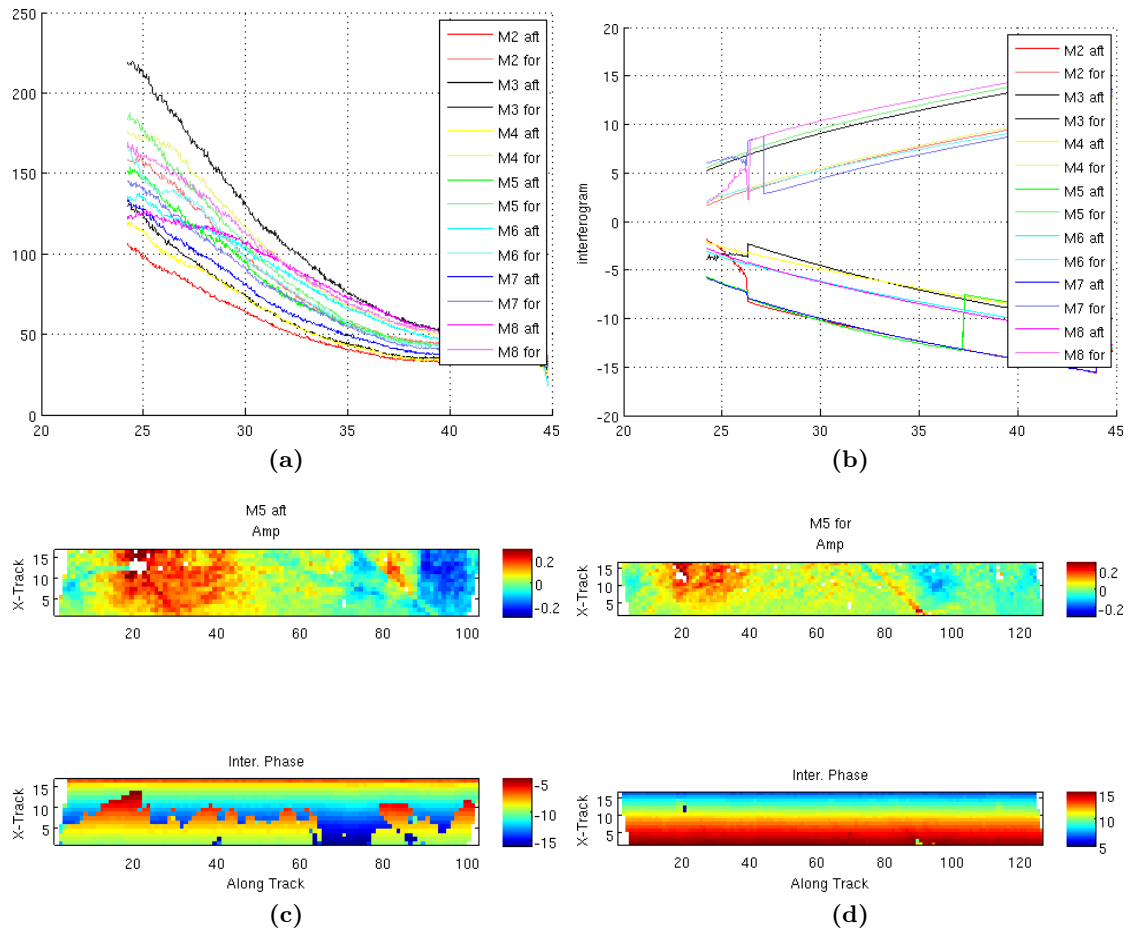 250
200
150
100
50
0
20
25
30
35
40
45
M2 aft
M2 for
M3 aft
M3 for
M4 aft
M4 for
M5 aft
M5 for
M6 aft
M6 for
M7 aft
M7 for
M8 aft
M8 for
(a)
20
15
10
5
0
-5
-10
-15
-20
interferogram
20
25
30
35
40
45
M2 aft
M2 for
M3 aft
M3 for
M4 aft
M4 for
M5 aft
M5 for
M6 aft
M6 for
M7 aft
M7 for
M8 aft
M8 for
(b)
M5 aft
Amp
X-Track
15
10
5
20
40
60
80
100
0.2
0
-0.2
Inter. Phase
X-Track
15
10
5
20
40
60
80
100
Along Track
-5
-10
-15
(c)
M5 for
Amp
X-Track
15
10
5
20
40
60
80
100
120
0.2
0
-0.2
Inter. Phase
X-Track
15
10
5
20
40
60
80
100
120
Along Track
15
10
5
(d)